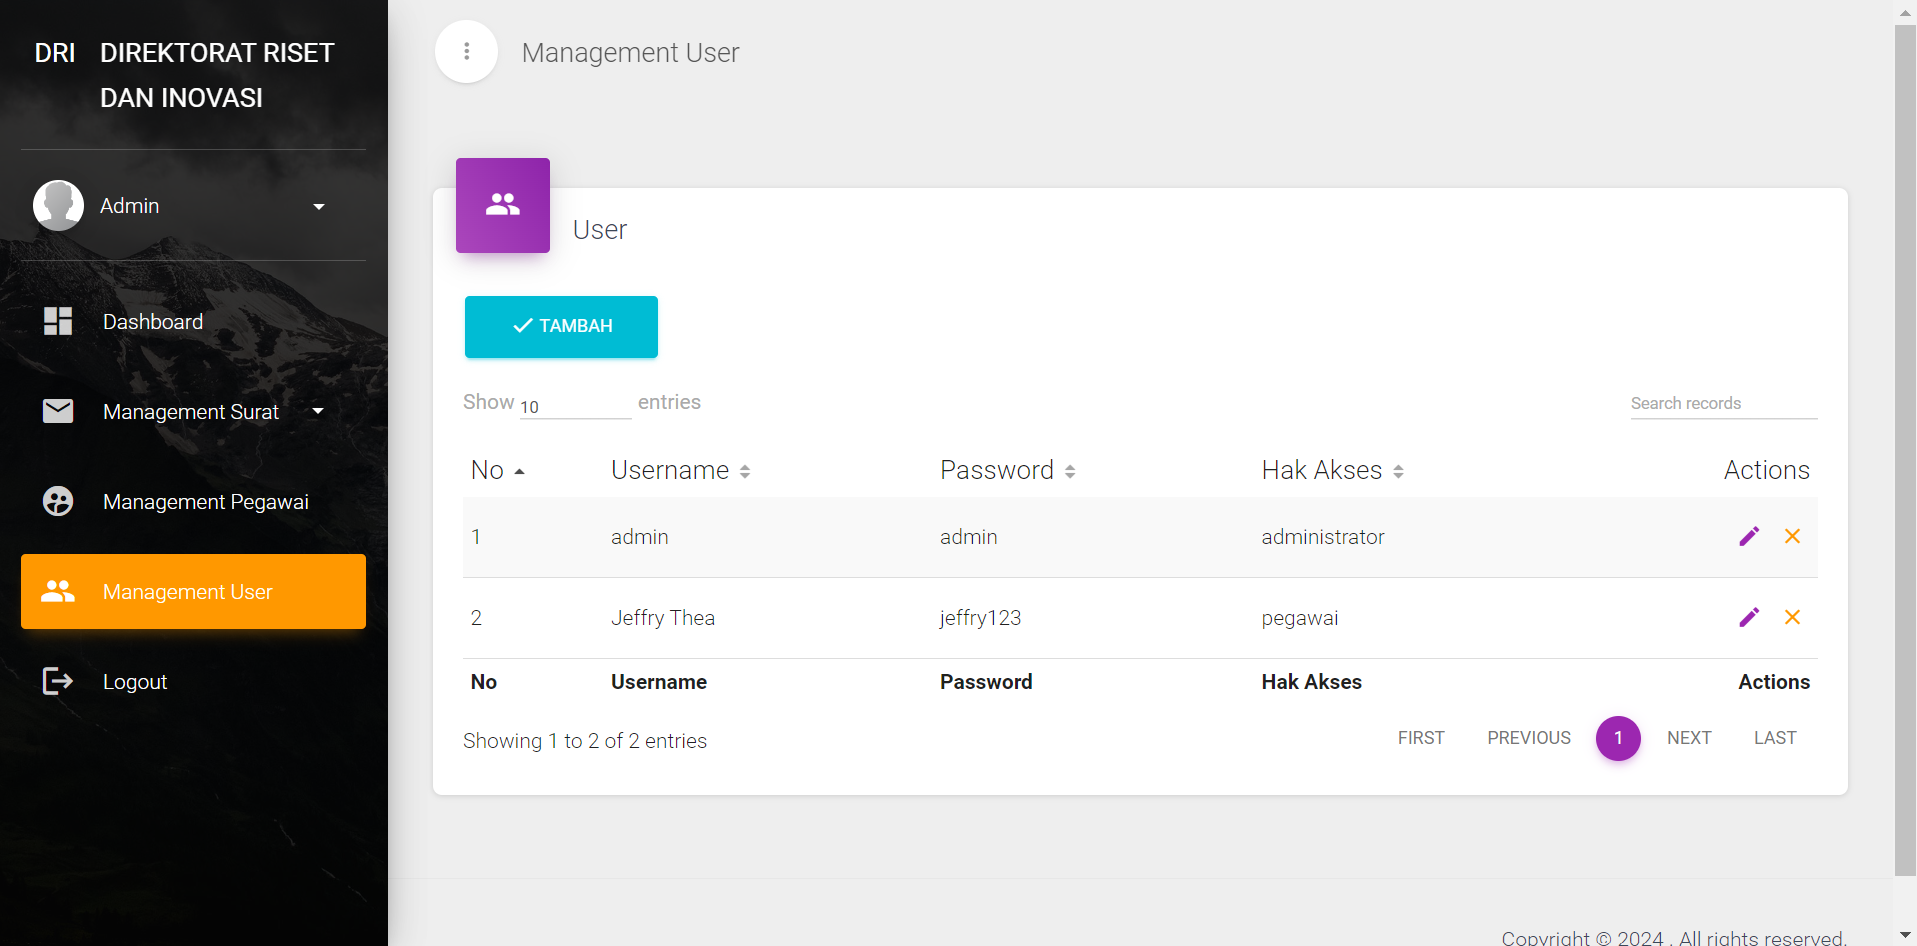 DRI DIREKTORAT RISET
DAN INOVASI
Admin
Dashboard
Management Surat
Management Pegawai
Management User
Logout
Management User
User
TAMBAH
Show 10 entries
Search records
No Username Password Hak Akses Actions
1 admin admin administrator
2 Jeffry Thea jeffry123 pegawai
No Username Password Hak Akses Actions
Showing 1 to 2 of 2 entries
FIRST PREVIOUS 1 NEXT LAST
Copyright © 2024 , All rights reserved.